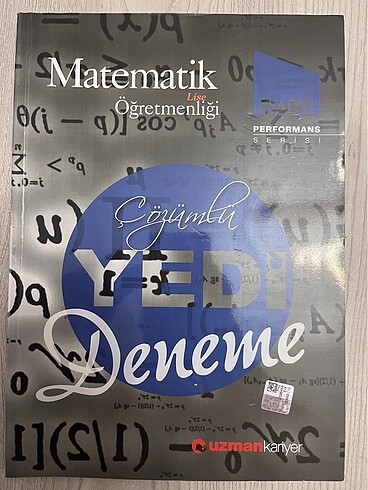 Matematik
Lise
Öğretmenliği
PERFORMANS
SERİSİ
Çözümlü
YEDİ
Deneme
uzmankariyer